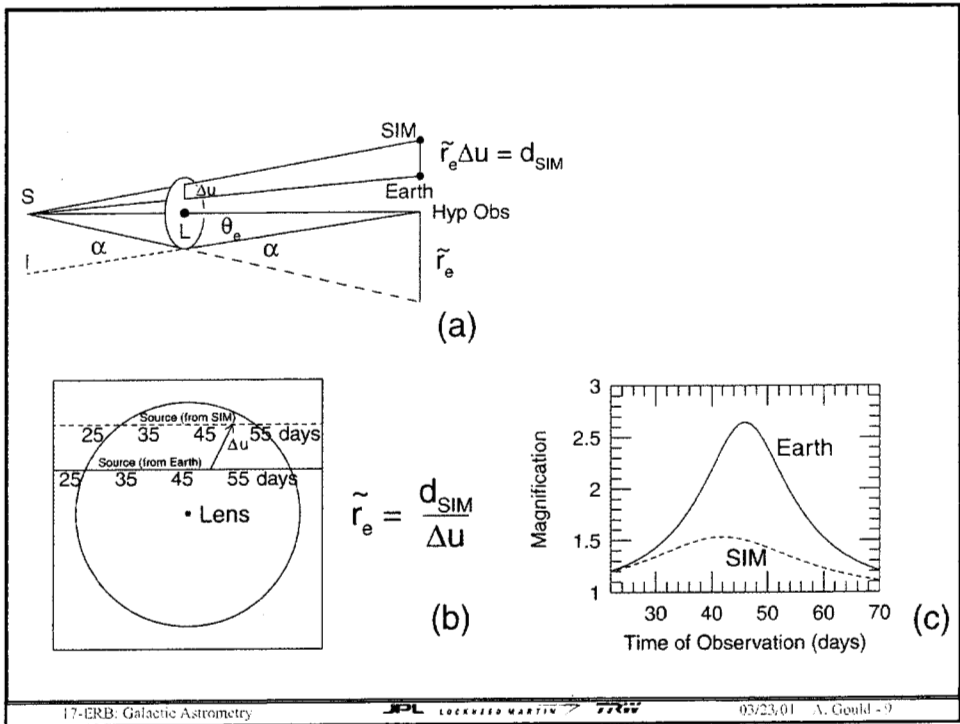 SIM
r̃ₑΔu = d_SIM
S
Δu
Earth
L
θₑ
Hyp Obs
α
α
I
r̃ₑ
(a)
Source (from SIM)
25 35 45 55 days
Δu
Source (from Earth)
25 35 45 55 days
• Lens
r̃ₑ = d_SIM / Δu
(b)
3
2.5
2
1.5
1
Magnification
Earth
SIM
30 40 50 60 70
Time of Observation (days)
(c)
17-ERB: Galactic Astrometry JPL LOCKHEED MARTIN TRW 03/23/01 A. Gould - 9